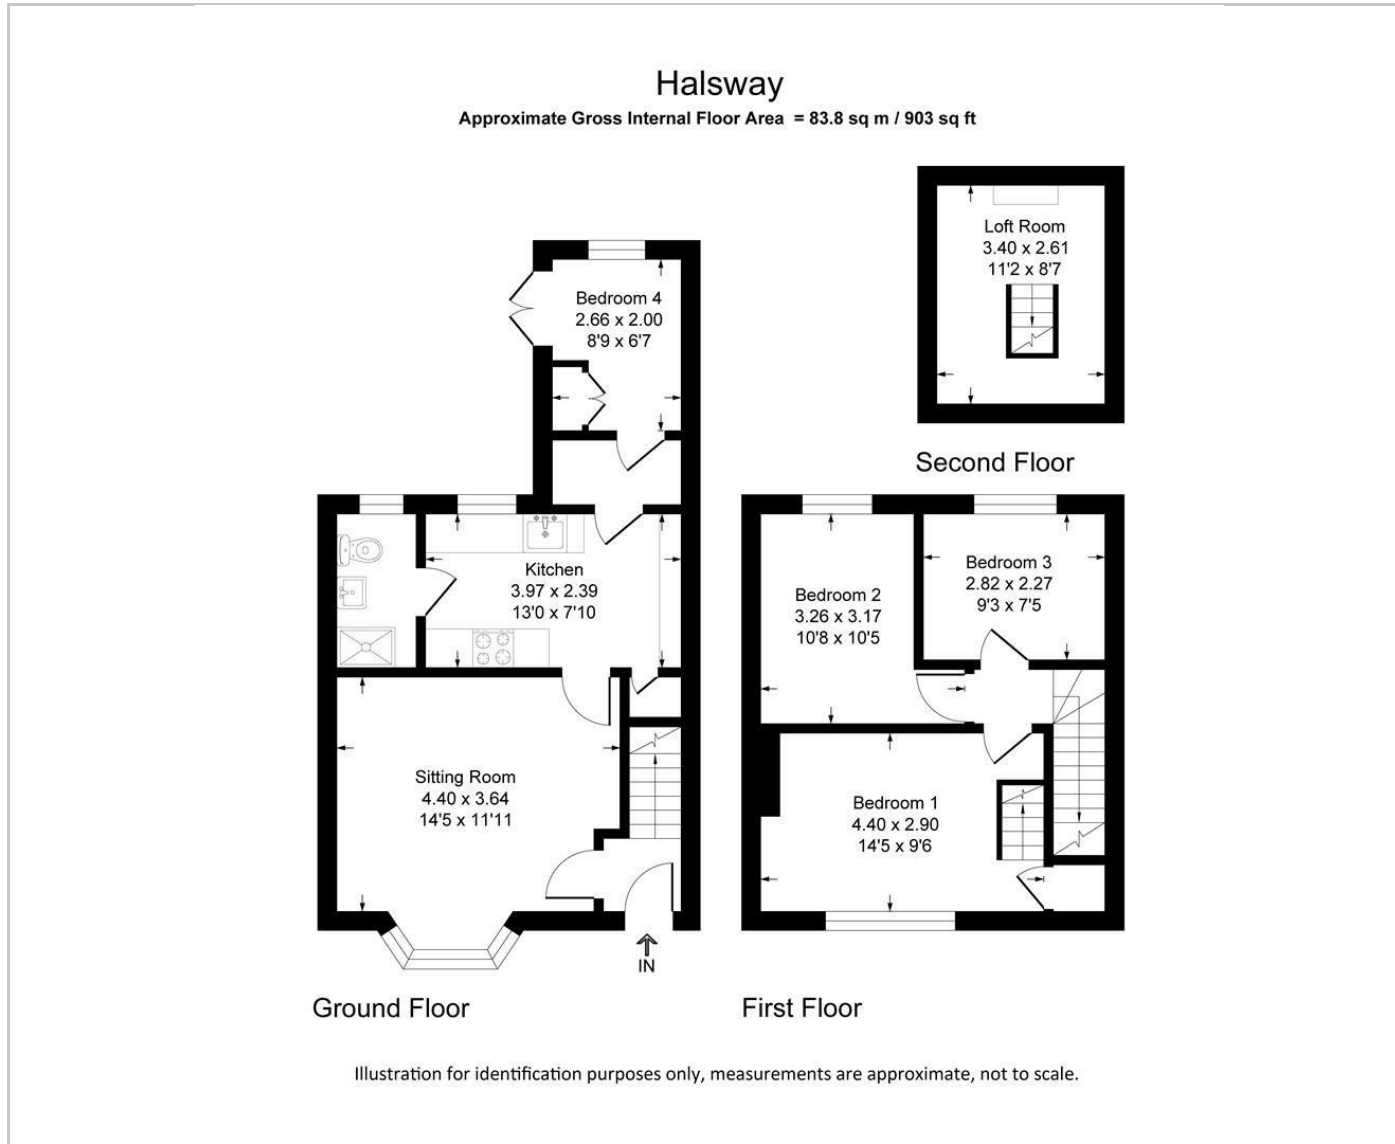 Halsway
Approximate Gross Internal Floor Area = 83.8 sq m / 903 sq ft
Loft Room
3.40 x 2.61
11'2 x 8'7
Second Floor
Bedroom 4
2.66 x 2.00
8'9 x 6'7
Kitchen
3.97 x 2.39
13'0 x 7'10
Sitting Room
4.40 x 3.64
14'5 x 11'11
IN
Ground Floor
Bedroom 2
3.26 x 3.17
10'8 x 10'5
Bedroom 3
2.82 x 2.27
9'3 x 7'5
Bedroom 1
4.40 x 2.90
14'5 x 9'6
First Floor
Illustration for identification purposes only, measurements are approximate, not to scale.